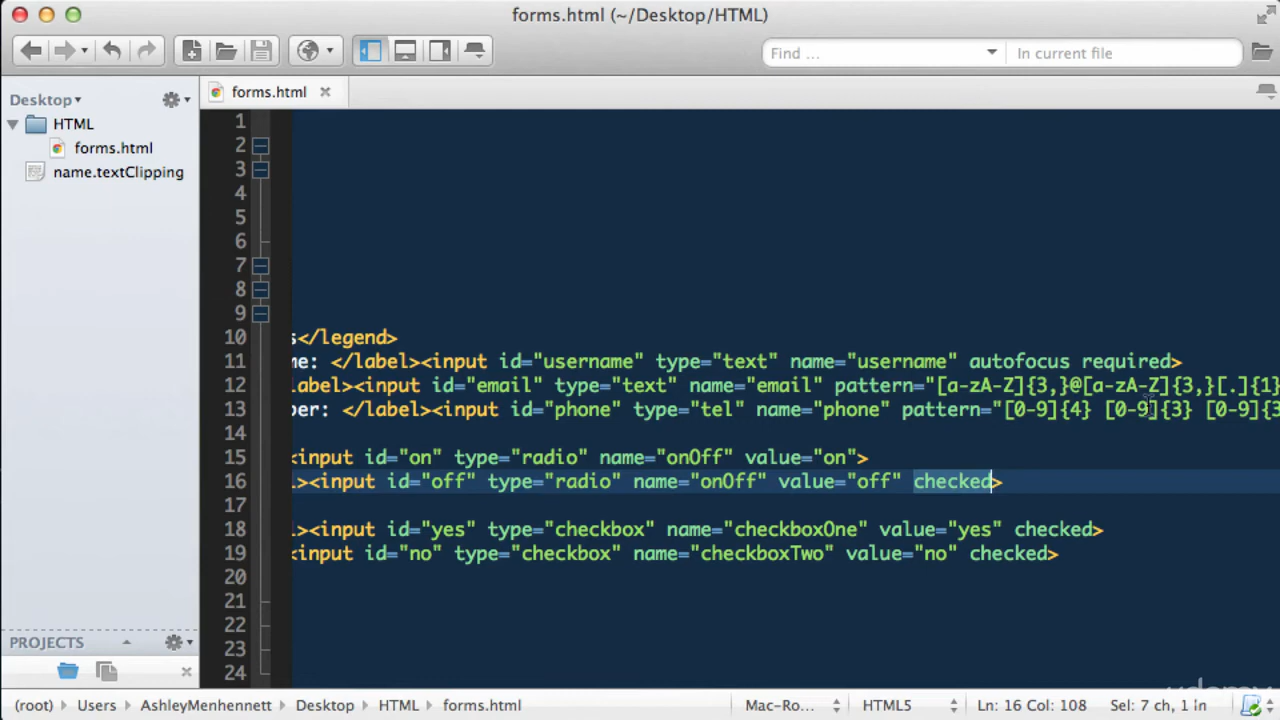 forms.html (~/Desktop/HTML)
Find ...
In current file
Desktop
forms.html
HTML
forms.html
name.textClipping
1
2
3
4
5
6
7
8
9
10 s</legend>
11 me: </label><input id="username" type="text" name="username" autofocus required>
12 label><input id="email" type="text" name="email" pattern="[a-zA-Z]{3,}@[a-zA-Z]{3,}[.]{1}
13 ber: </label><input id="phone" type="tel" name="phone" pattern="[0-9]{4} [0-9]{3} [0-9]{3
14
15 <input id="on" type="radio" name="onOff" value="on">
16 l><input id="off" type="radio" name="onOff" value="off" checked>
17
18 l><input id="yes" type="checkbox" name="checkboxOne" value="yes" checked>
19 <input id="no" type="checkbox" name="checkboxTwo" value="no" checked>
20
21
22
23
24
PROJECTS
udemy
(root) Users AshleyMenhennett Desktop HTML forms.html Mac-Ro... HTML5 Ln: 16 Col: 108 Sel: 7 ch, 1 in